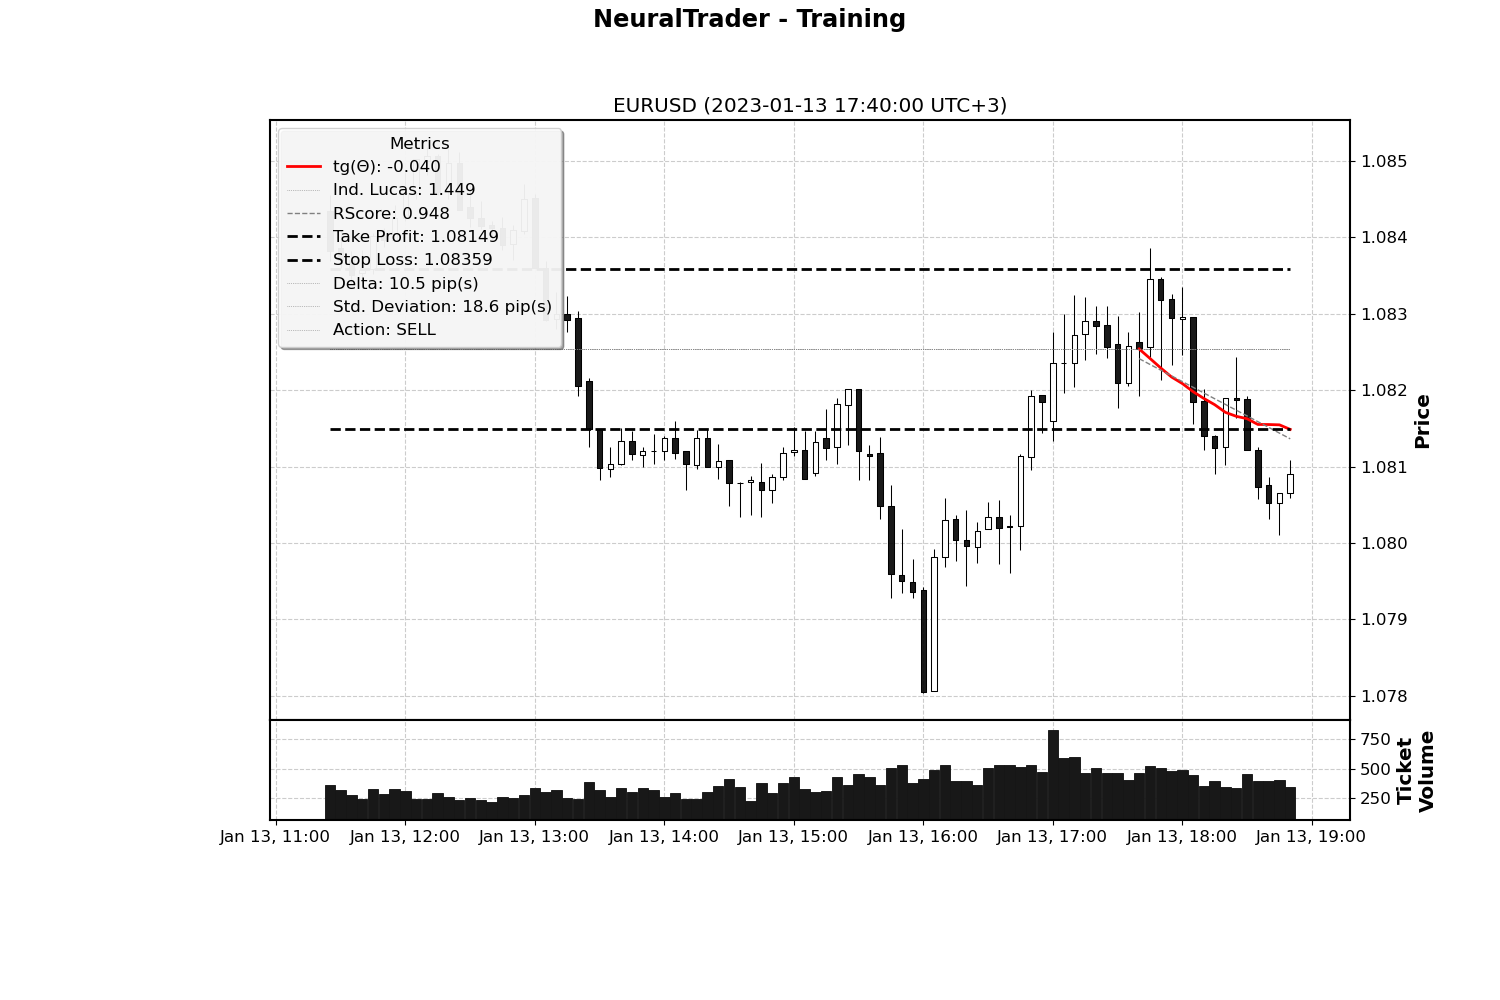 NeuralTrader - Training
EURUSD (2023-01-13 17:40:00 UTC+3)
Metrics
tg(Θ): -0.040
Ind. Lucas: 1.449
RScore: 0.948
Take Profit: 1.08149
Stop Loss: 1.08359
Delta: 10.5 pip(s)
Std. Deviation: 18.6 pip(s)
Action: SELL
1.085
1.084
1.083
1.082
1.081
1.080
1.079
1.078
Price
750
500
250
Ticket
Volume
Jan 13, 11:00 Jan 13, 12:00 Jan 13, 13:00 Jan 13, 14:00 Jan 13, 15:00 Jan 13, 16:00 Jan 13, 17:00 Jan 13, 18:00 Jan 13, 19:00